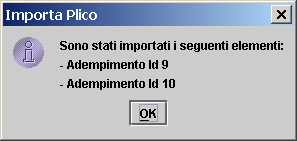 Importa Plico
Sono stati importati i seguenti elementi:
- Adempimento Id 9
- Adempimento Id 10
OK